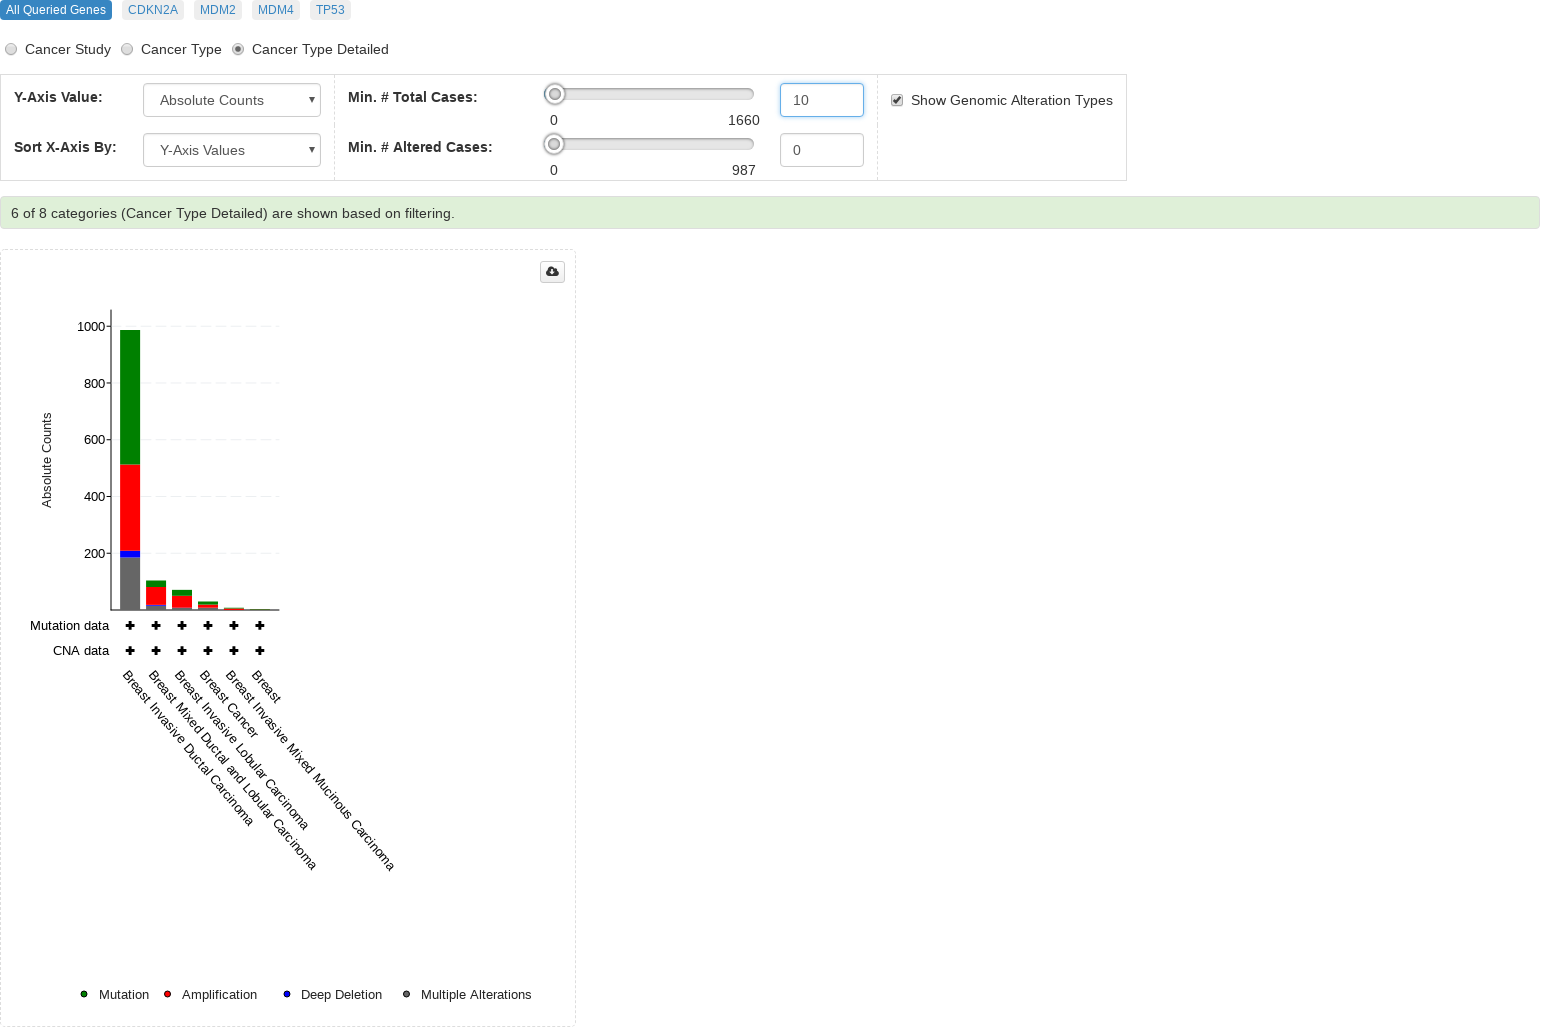 All Queried Genes CDKN2A MDM2 MDM4 TP53
Cancer Study Cancer Type Cancer Type Detailed
Y-Axis Value: Absolute Counts Min. # Total Cases: 10 Show Genomic Alteration Types
0 1660
Sort X-Axis By: Y-Axis Values Min. # Altered Cases: 0
0 987
6 of 8 categories (Cancer Type Detailed) are shown based on filtering.
1000
800
600
400
200
Absolute Counts
Mutation data
CNA data
Breast Invasive Ductal Carcinoma
Breast Mixed Ductal and Lobular Carcinoma
Breast Invasive Lobular Carcinoma
Breast Cancer
Breast Invasive Mixed Mucinous Carcinoma
Breast
Mutation Amplification Deep Deletion Multiple Alterations